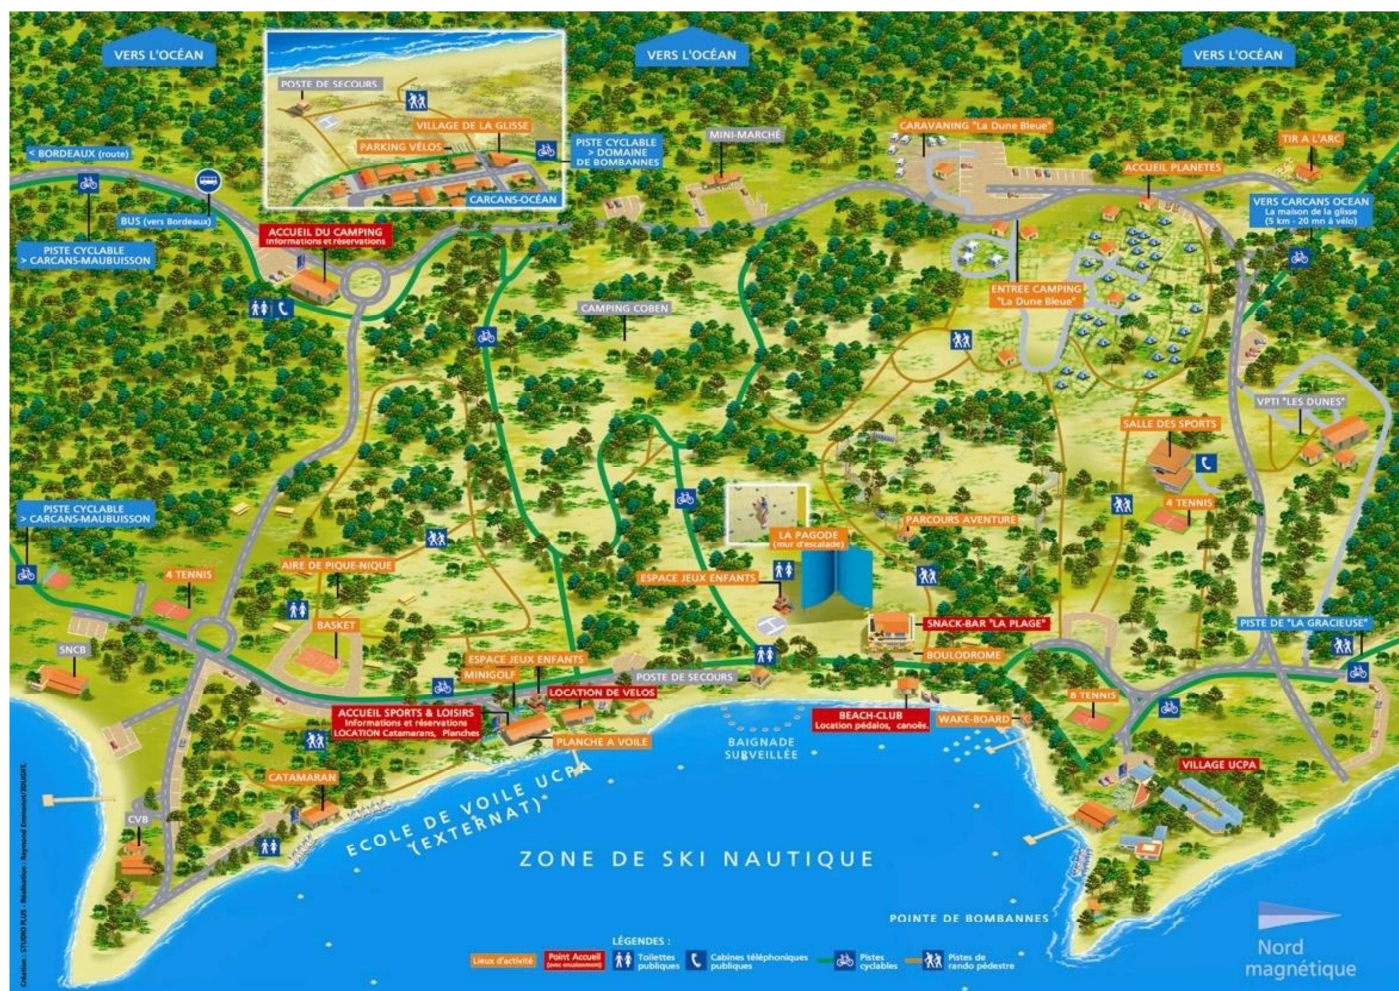 VERS L'OCÉAN
VERS L'OCÉAN
VERS L'OCÉAN
POSTE DE SECOURS
VILLAGE DE LA GLISSE
PARKING VÉLOS
CARCANS-OCÉAN
PISTE CYCLABLE
> DOMAINE
DE BOMBANNES
MINI-MARCHÉ
CARAVANING "La Dune Bleue"
TIR A L'ARC
ACCUEIL PLANETES
< BORDEAUX (route)
BUS (vers Bordeaux)
PISTE CYCLABLE
> CARCANS-MAUBUISSON
ACCUEIL DU CAMPING
Informations et réservations
VERS CARCANS OCEAN
La maison de la glisse
(5 km - 20 mn à vélo)
ENTREE CAMPING
"La Dune Bleue"
CAMPING COBEN
VPTI "LES DUNES"
SALLE DES SPORTS
4 TENNIS
PISTE CYCLABLE
> CARCANS-MAUBUISSON
PARCOURS AVENTURE
LA PAGODE
(mur d'escalade)
ESPACE JEUX ENFANTS
4 TENNIS
AIRE DE PIQUE-NIQUE
BASKET
SNACK-BAR "LA PLAGE"
PISTE DE "LA GRACIEUSE"
SNCB
BOULODROME
ESPACE JEUX ENFANTS
MINIGOLF
POSTE DE SECOURS
LOCATION DE VELOS
8 TENNIS
ACCUEIL SPORTS & LOISIRS
Informations et réservations
LOCATION Catamarans, Planches
BEACH-CLUB
Location pédalos, canoës.
WAKE-BOARD
PLANCHE A VOILE
BAIGNADE
SURVEILLÉE
VILLAGE UCPA
CATAMARAN
CVB
ECOLE DE VOILE UCPA
"(EXTERNAT)"
ZONE DE SKI NAUTIQUE
POINTE DE BOMBANNES
Nord
magnétique
LÉGENDES :
Lieux d'activité
Point Accueil
(avec encaissement)
Toilettes
publiques
Cabines téléphoniques
publiques
Pistes
cyclables
Pistes de
rando pédestre
Création : STUDIO PLUS - Réalisation : Raymond Emmonot/3DLIGHT.